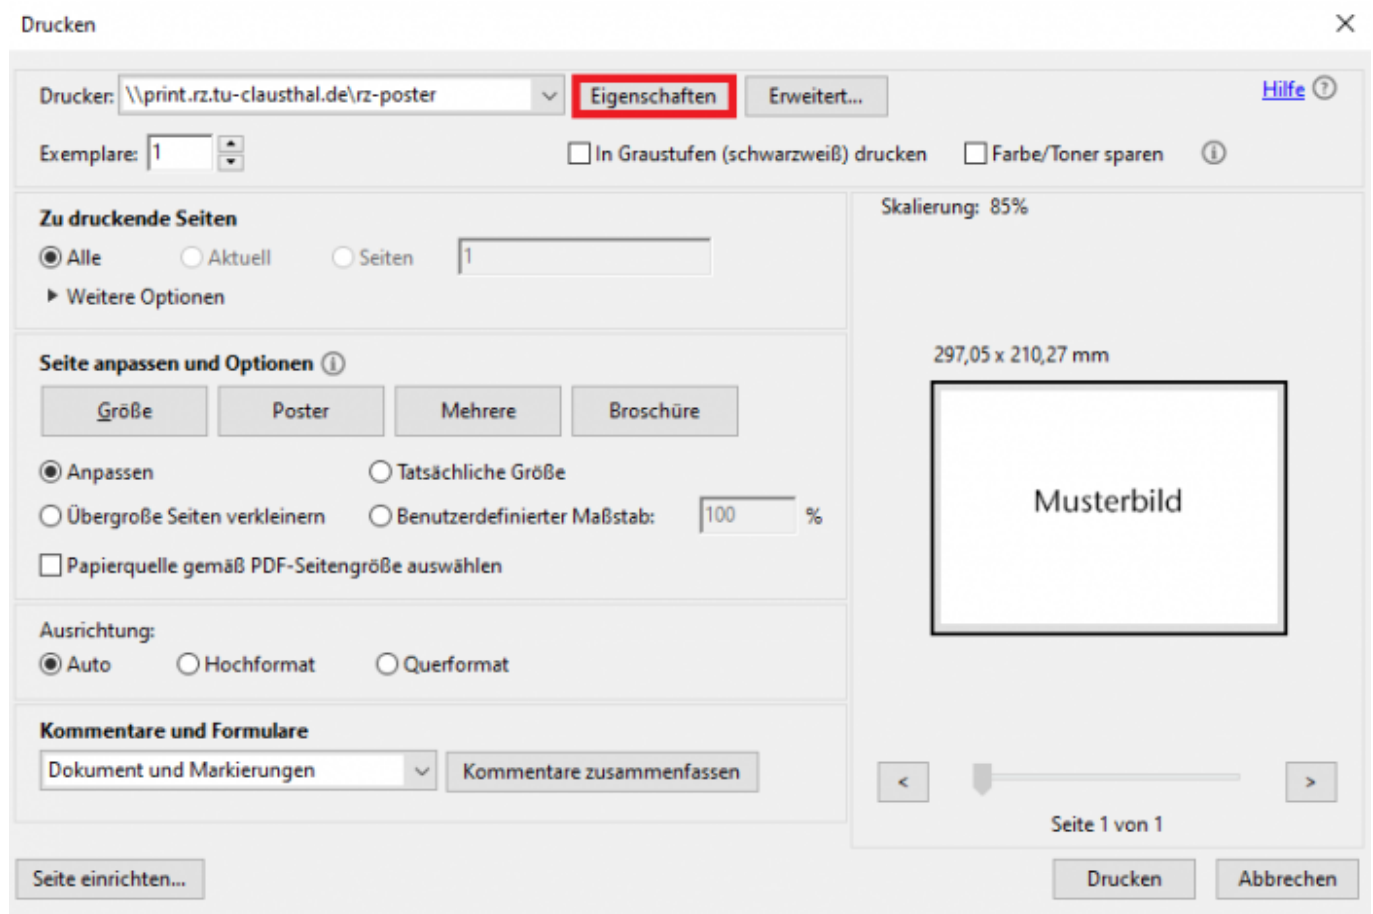 Drucken
Drucker: \\print.rz.tu-clausthal.de\rz-poster Eigenschaften Erweitert... Hilfe ?
Exemplare: 1 In Graustufen (schwarzweiß) drucken Farbe/Toner sparen i
Zu druckende Seiten
Alle Aktuell Seiten 1
Weitere Optionen
Seite anpassen und Optionen i
Größe Poster Mehrere Broschüre
Anpassen Tatsächliche Größe
Übergroße Seiten verkleinern Benutzerdefinierter Maßstab: 100 %
Papierquelle gemäß PDF-Seitengröße auswählen
Ausrichtung:
Auto Hochformat Querformat
Kommentare und Formulare
Dokument und Markierungen Kommentare zusammenfassen
Skalierung: 85%
297,05 x 210,27 mm
Musterbild
< >
Seite 1 von 1
Seite einrichten... Drucken Abbrechen